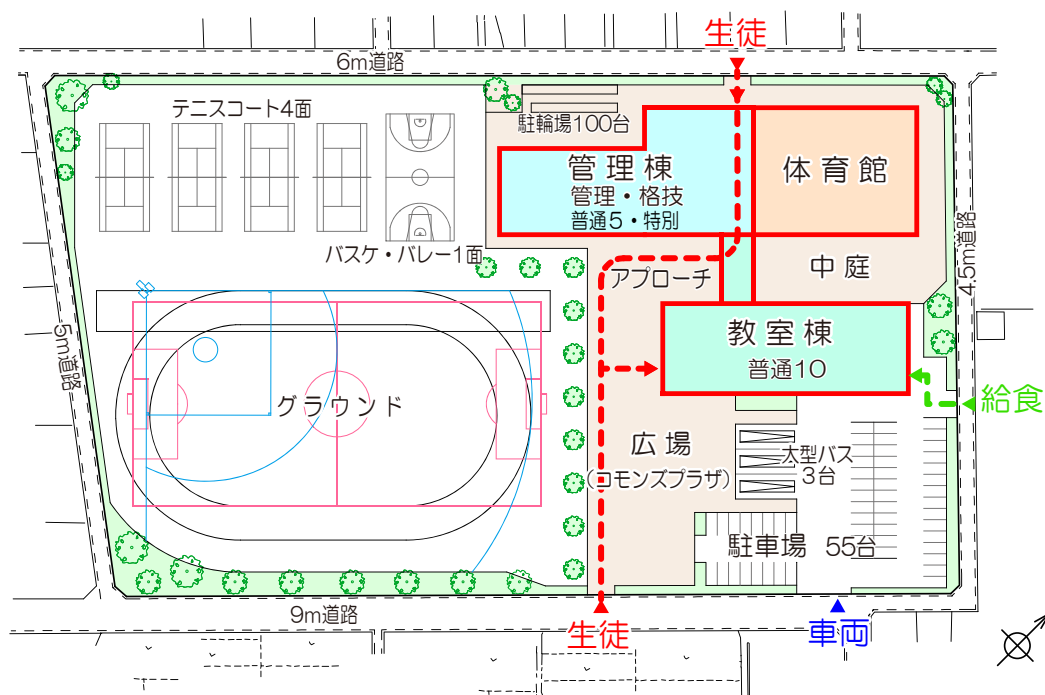 生徒
6m道路
テニスコート4面
駐輪場100台
管理棟
管理・格技
普通5・特別
体育館
バスケ・バレー1面
アプローチ
中庭
4.5m道路
5m道路
教室棟
普通10
グラウンド
給食
広場
(コモンズプラザ)
大型バス
3台
駐車場 55台
9m道路
生徒
車両